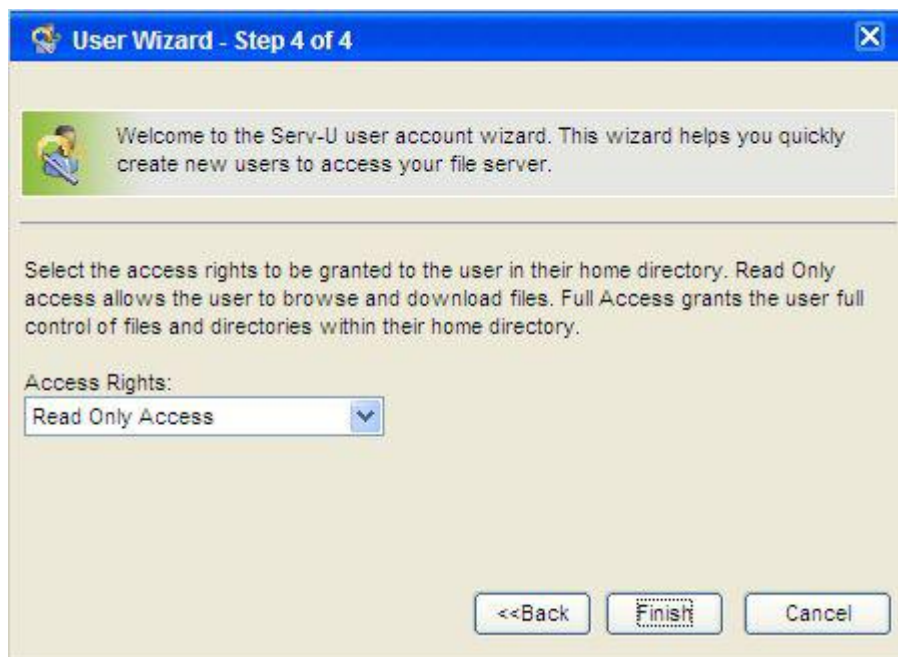 User Wizard - Step 4 of 4
Welcome to the Serv-U user account wizard. This wizard helps you quickly
create new users to access your file server.
Select the access rights to be granted to the user in their home directory. Read Only
access allows the user to browse and download files. Full Access grants the user full
control of files and directories within their home directory.
Access Rights:
Read Only Access
<<Back Finish Cancel